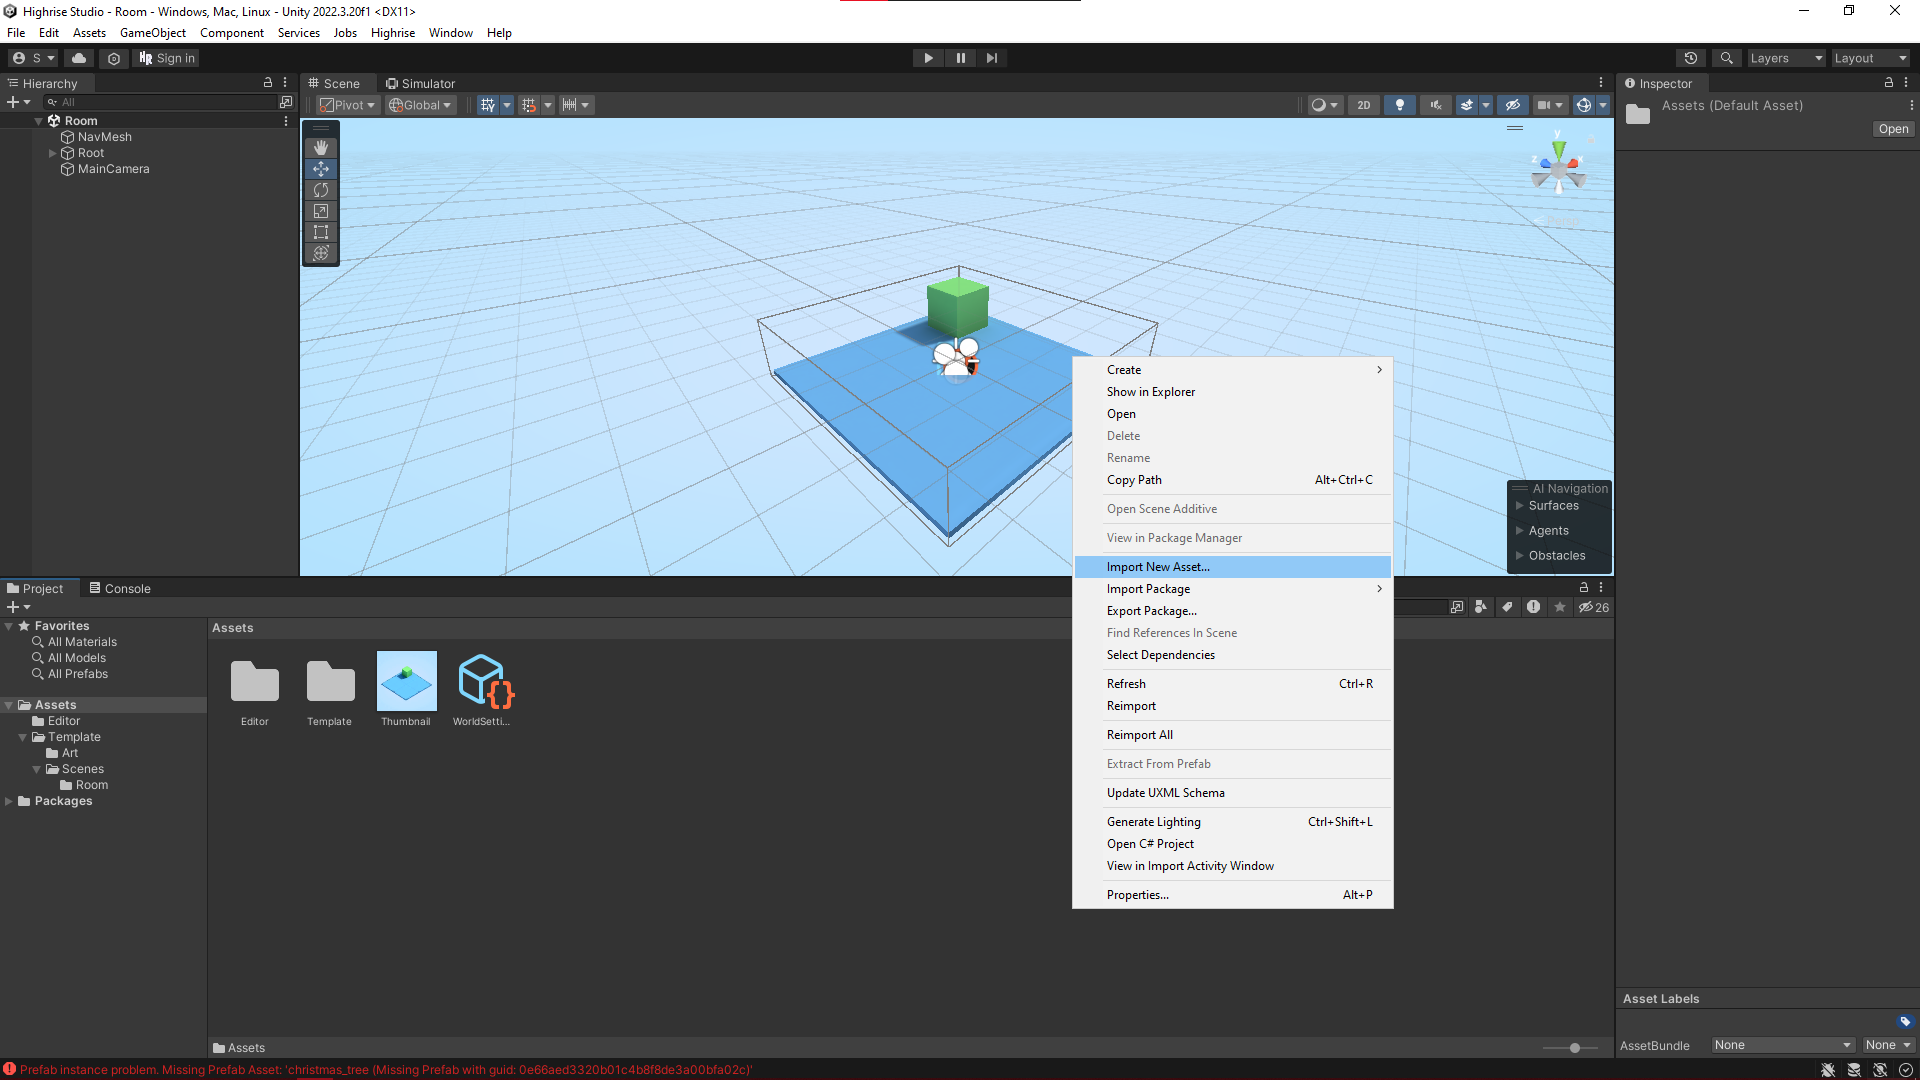 Highrise Studio - Room - Windows, Mac, Linux - Unity 2022.3.20f1 <DX11>
File Edit Assets GameObject Component Services Jobs Highrise Window Help
S
Sign in
Layers
Layout
Hierarchy
All
Room
NavMesh
Root
MainCamera
Scene
Simulator
Pivot
Global
2D
y
z
x
Create
Show in Explorer
Open
Delete
Rename
Copy Path Alt+Ctrl+C
Open Scene Additive
View in Package Manager
Import New Asset...
Import Package
Export Package...
Find References In Scene
Select Dependencies
Refresh Ctrl+R
Reimport
Reimport All
Extract From Prefab
Update UXML Schema
Generate Lighting Ctrl+Shift+L
Open C# Project
View in Import Activity Window
Properties... Alt+P
AI Navigation
Surfaces
Agents
Obstacles
Inspector
Assets (Default Asset)
Open
Project
Console
26
Favorites
All Materials
All Models
All Prefabs
Assets
Editor
Template
Art
Scenes
Room
Packages
Assets
Editor
Template
Thumbnail
WorldSetti...
Assets
Asset Labels
AssetBundle
None
None
Prefab instance problem. Missing Prefab Asset: 'christmas_tree (Missing Prefab with guid: 0e66aed3320b01c4b8f8de3a00bfa02c)'